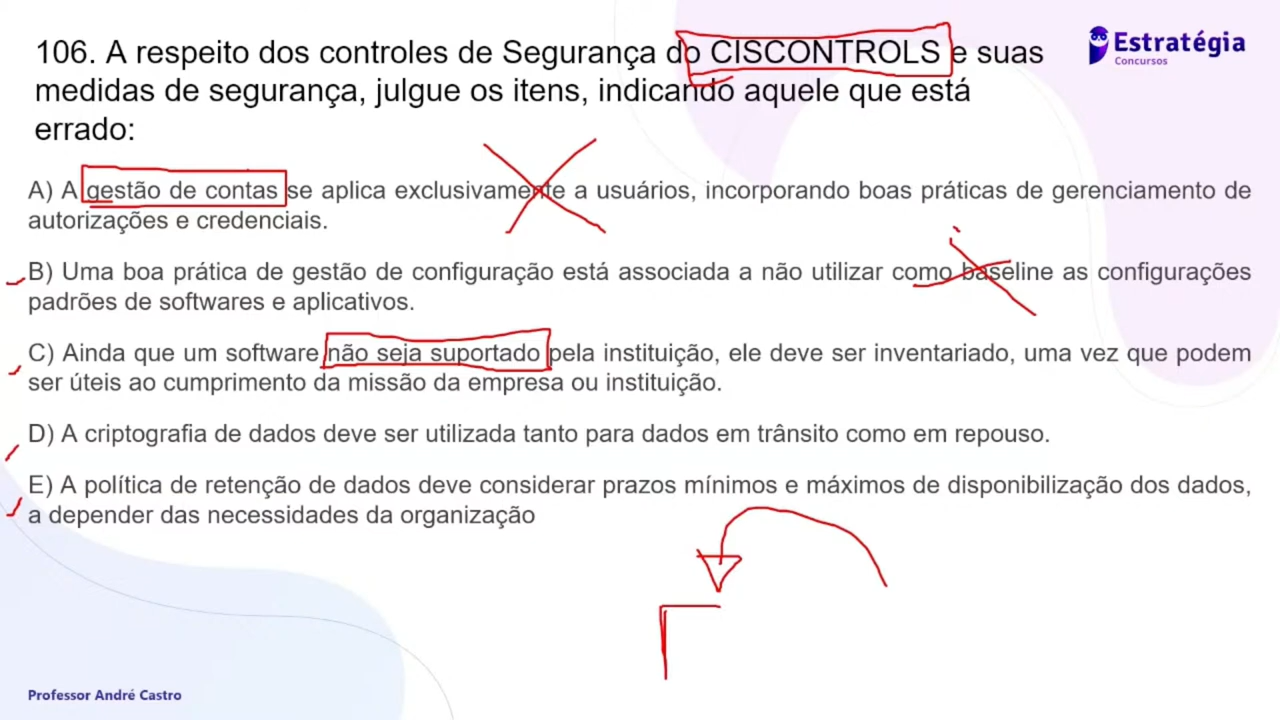 106. A respeito dos controles de Segurança do CISCONTROLS e suas
medidas de segurança, julgue os itens, indicando aquele que está
errado:
Estratégia
Concursos
A) A gestão de contas se aplica exclusivamente a usuários, incorporando boas práticas de gerenciamento de
autorizações e credenciais.
B) Uma boa prática de gestão de configuração está associada a não utilizar como baseline as configurações
padrões de softwares e aplicativos.
C) Ainda que um software não seja suportado pela instituição, ele deve ser inventariado, uma vez que podem
ser úteis ao cumprimento da missão da empresa ou instituição.
D) A criptografia de dados deve ser utilizada tanto para dados em trânsito como em repouso.
E) A política de retenção de dados deve considerar prazos mínimos e máximos de disponibilização dos dados,
a depender das necessidades da organização
Professor André Castro